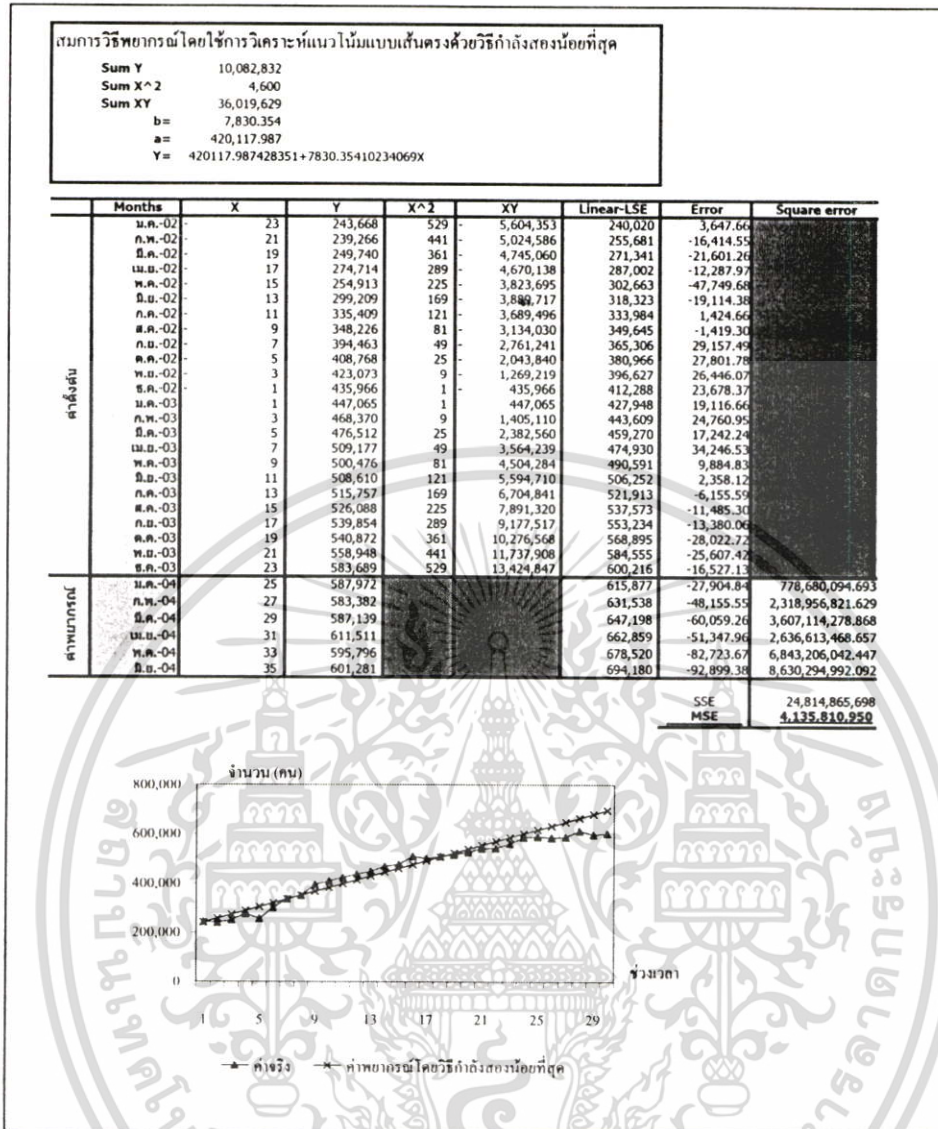 สมการวิธีพยากรณ์โดยใช้การวิเคราะห์แนวโน้มแบบเส้นตรงด้วยวิธีกำลังสองน้อยที่สุด
Sum Y 10,082,832
Sum X^2 4,600
Sum XY 36,019,629
b= 7,830.354
a= 420,117.987
Y= 420117.987428351+7830.35410234069X
Months X Y X^2 XY Linear-LSE Error Square error
ค่าตั้งต้น
ม.ค.-02 - 23 243,668 529 - 5,604,353 240,020 3,647.66
ก.พ.-02 - 21 239,266 441 - 5,024,586 255,681 -16,414.55
มี.ค.-02 - 19 249,740 361 - 4,745,060 271,341 -21,601.26
เม.ย.-02 - 17 274,714 289 - 4,670,138 287,002 -12,287.97
พ.ค.-02 - 15 254,913 225 - 3,823,695 302,663 -47,749.68
มิ.ย.-02 - 13 299,209 169 - 3,889,717 318,323 -19,114.38
ก.ค.-02 - 11 335,409 121 - 3,689,496 333,984 1,424.66
ส.ค.-02 - 9 348,226 81 - 3,134,030 349,645 -1,419.30
ก.ย.-02 - 7 394,463 49 - 2,761,241 365,306 29,157.49
ต.ค.-02 - 5 408,768 25 - 2,043,840 380,966 27,801.78
พ.ย.-02 - 3 423,073 9 - 1,269,219 396,627 26,446.07
ธ.ค.-02 - 1 435,966 1 - 435,966 412,288 23,678.37
ม.ค.-03 1 447,065 1 447,065 427,948 19,116.66
ก.พ.-03 3 468,370 9 1,405,110 443,609 24,760.95
มี.ค.-03 5 476,512 25 2,382,560 459,270 17,242.24
เม.ย.-03 7 509,177 49 3,564,239 474,930 34,246.53
พ.ค.-03 9 500,476 81 4,504,284 490,591 9,884.83
มิ.ย.-03 11 508,610 121 5,594,710 506,252 2,358.12
ก.ค.-03 13 515,757 169 6,704,841 521,913 -6,155.59
ส.ค.-03 15 526,088 225 7,891,320 537,573 -11,485.30
ก.ย.-03 17 539,854 289 9,177,517 553,234 -13,380.06
ต.ค.-03 19 540,872 361 10,276,568 568,895 -28,022.72
พ.ย.-03 21 558,948 441 11,737,908 584,555 -25,607.42
ธ.ค.-03 23 583,689 529 13,424,847 600,216 -16,527.13
ค่าพยากรณ์
ม.ค.-04 25 587,972 615,877 -27,904.84 778,680,094.693
ก.พ.-04 27 583,382 631,538 -48,155.55 2,318,956,821.629
มี.ค.-04 29 587,139 647,198 -60,059.26 3,607,114,278.868
เม.ย.-04 31 611,511 662,859 -51,347.96 2,636,613,468.657
พ.ค.-04 33 595,796 678,520 -82,723.67 6,843,206,042.447
มิ.ย.-04 35 601,281 694,180 -92,899.38 8,630,294,992.092
SSE 24,814,865,698
MSE 4,135,810,950
จำนวน (คน)
800,000
600,000
400,000
200,000
0
ช่วงเวลา
1 5 9 13 17 21 25 29
ค่าจริง ค่าพยากรณ์โดยวิธีกำลังสองน้อยที่สุด